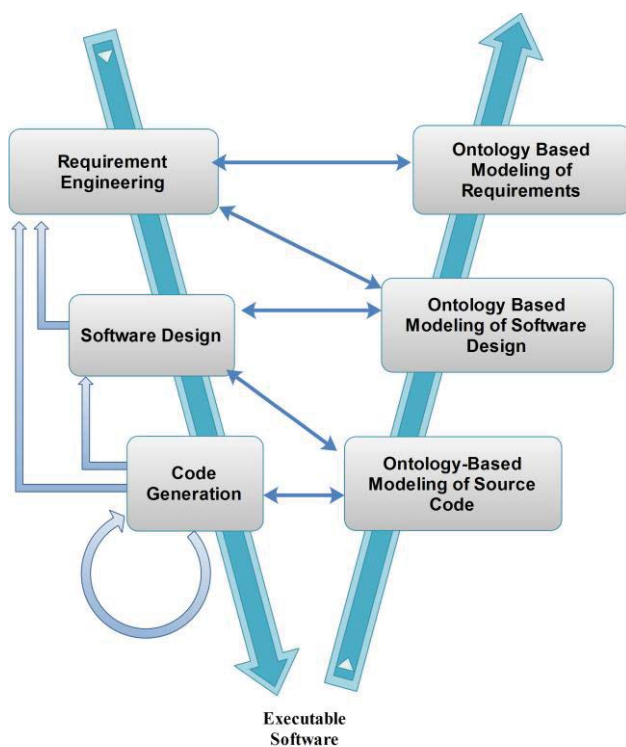 Requirement
Engineering
Ontology Based
Modeling of
Requirements
Software Design
Ontology Based
Modeling of Software
Design
Code
Generation
Ontology-Based
Modeling of Source
Code
Executable
Software